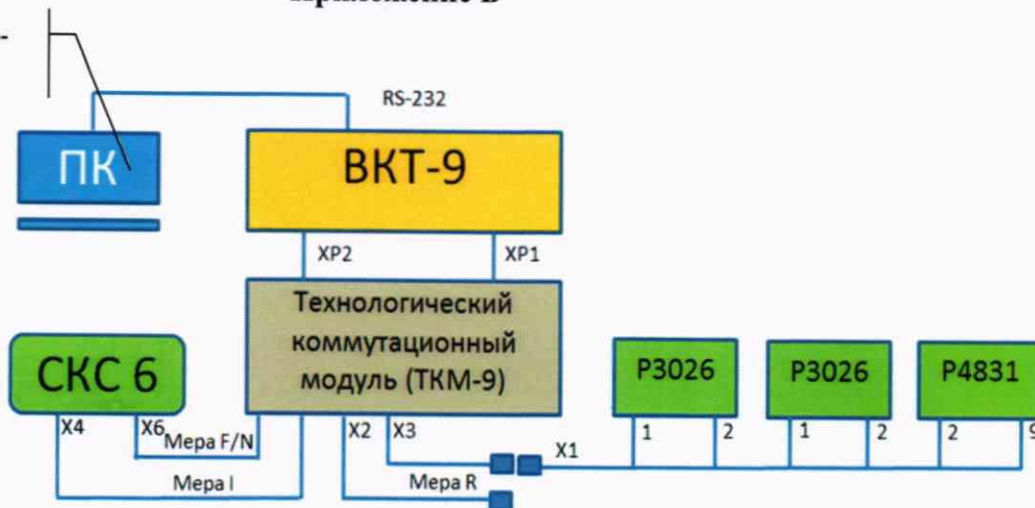 -
RS-232
ПК
ВКТ-9
XP2
XP1
Технологический
коммутационный
модуль (ТКМ-9)
СКС 6
Р3026
Р3026
Р4831
X4
X6
Мера F/N
X2
X3
X1
1
2
1
2
2
9
Мера I
Мера R